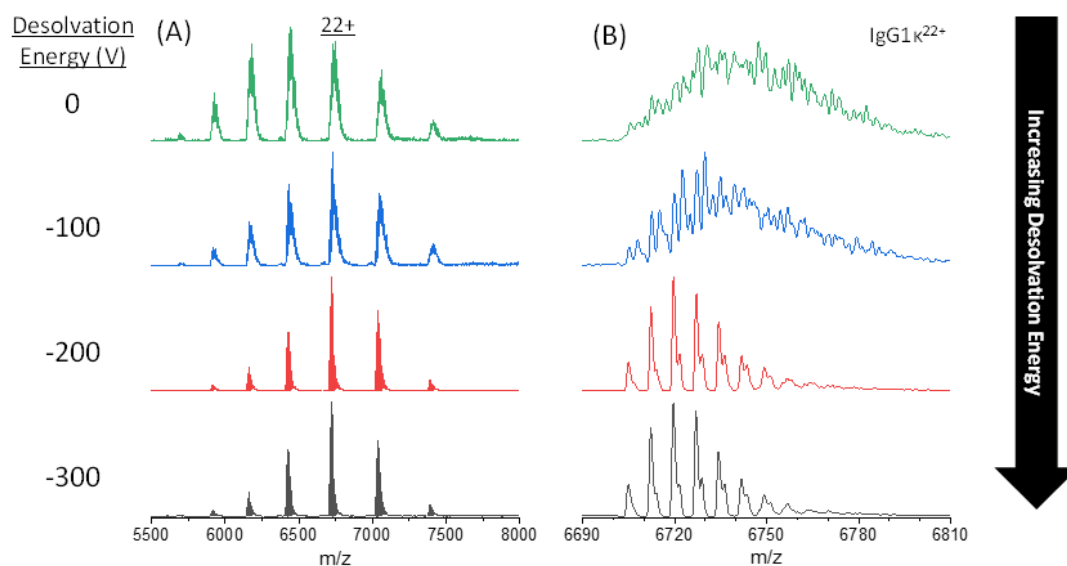 Desolvation
Energy (V)
(A)
22+
(B)
IgG1κ²²⁺
0
-100
-200
-300
5500 6000 6500 7000 7500 8000
m/z
6690 6720 6750 6780 6810
m/z
Increasing Desolvation Energy